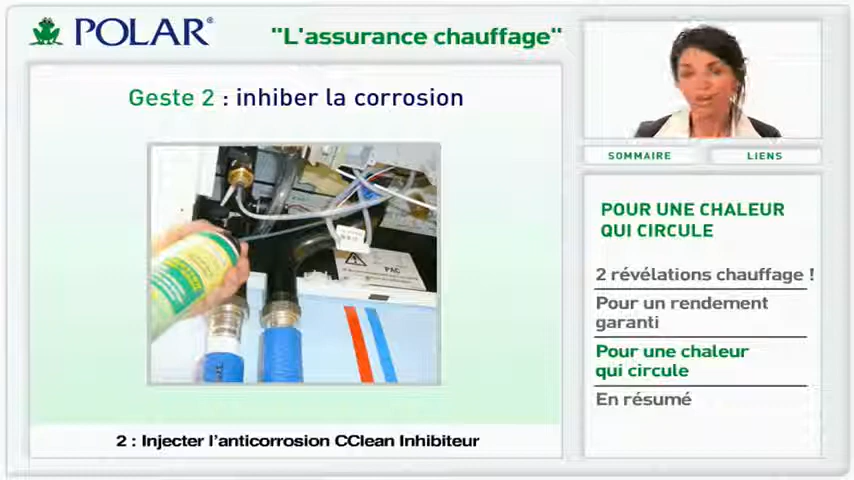 POLAR®
"L'assurance chauffage"
Geste 2 : inhiber la corrosion
PAC
2 : Injecter l'anticorrosion CClean Inhibiteur
SOMMAIRE
LIENS
POUR UNE CHALEUR
QUI CIRCULE
2 révélations chauffage !
Pour un rendement
garanti
Pour une chaleur
qui circule
En résumé